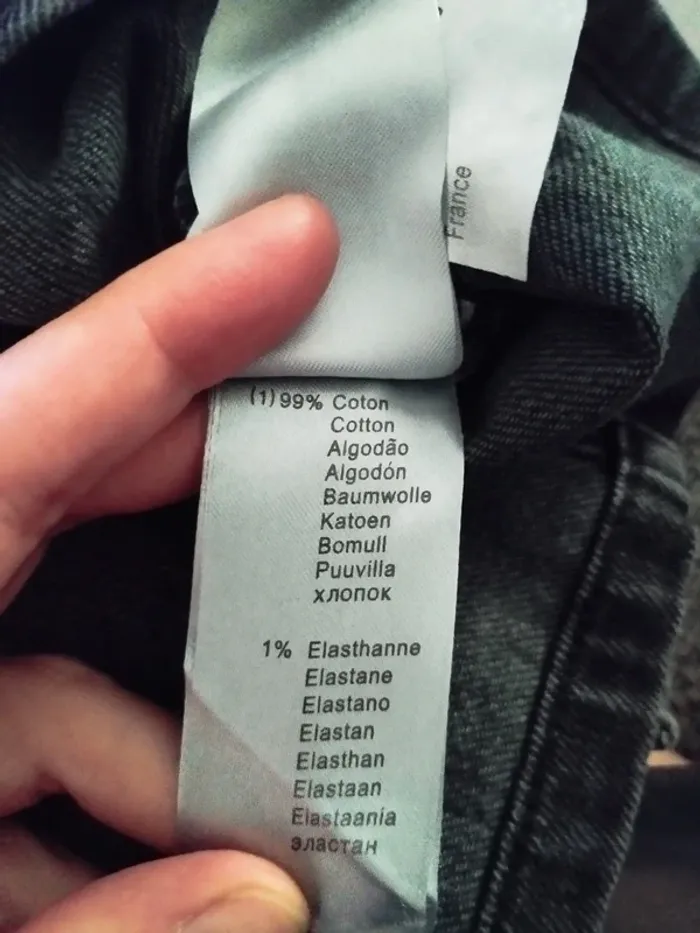 France
(1) 99% Coton
Cotton
Algodão
Algodón
Baumwolle
Katoen
Bomull
Puuvilla
хлопок
1% Elasthanne
Elastane
Elastano
Elastan
Elasthan
Elastaan
Elastaania
эластан